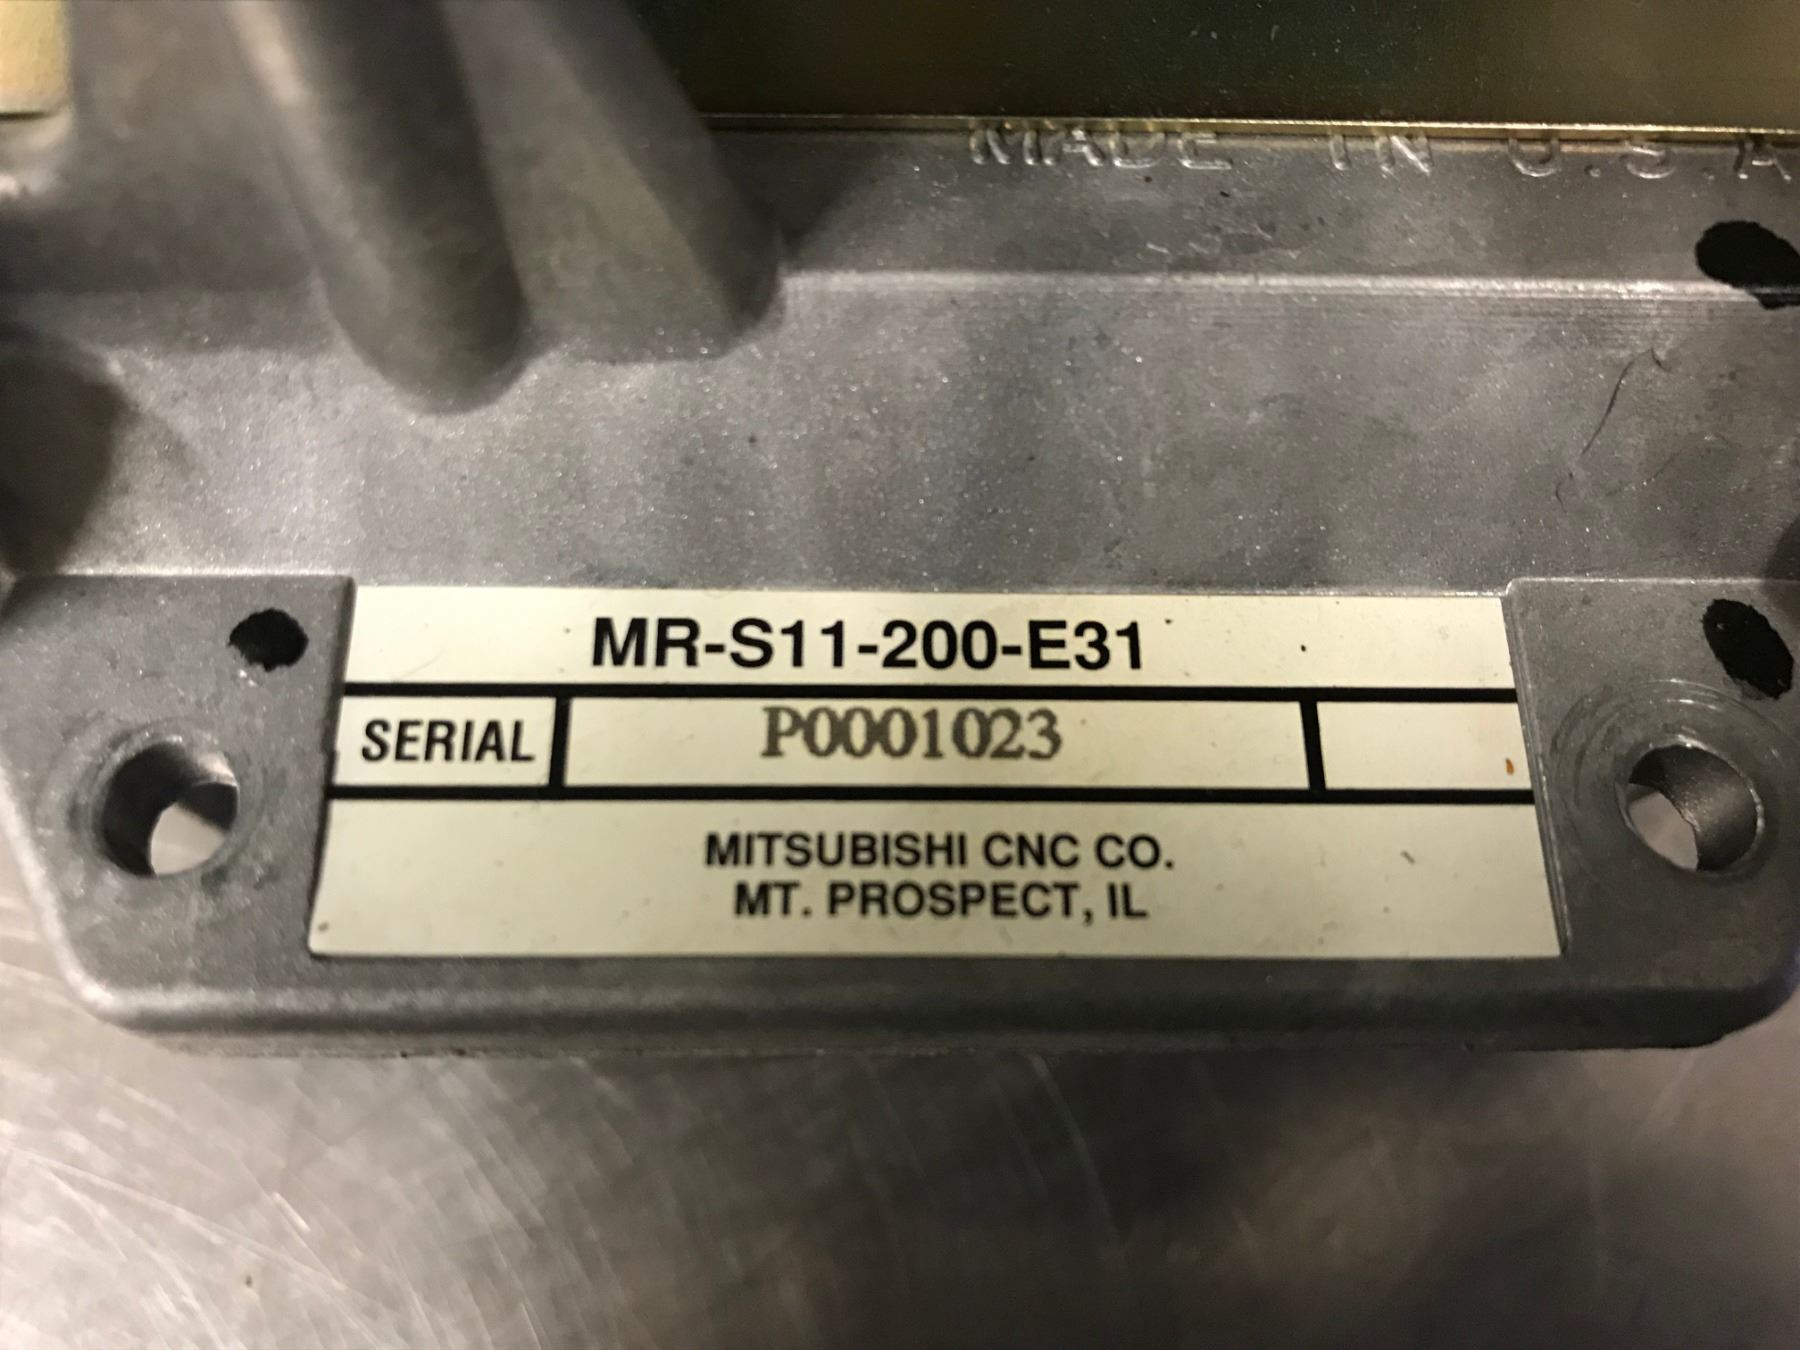 MADE IN U.S.A
MR-S11-200-E31
SERIAL P0001023
MITSUBISHI CNC CO.
MT. PROSPECT, IL